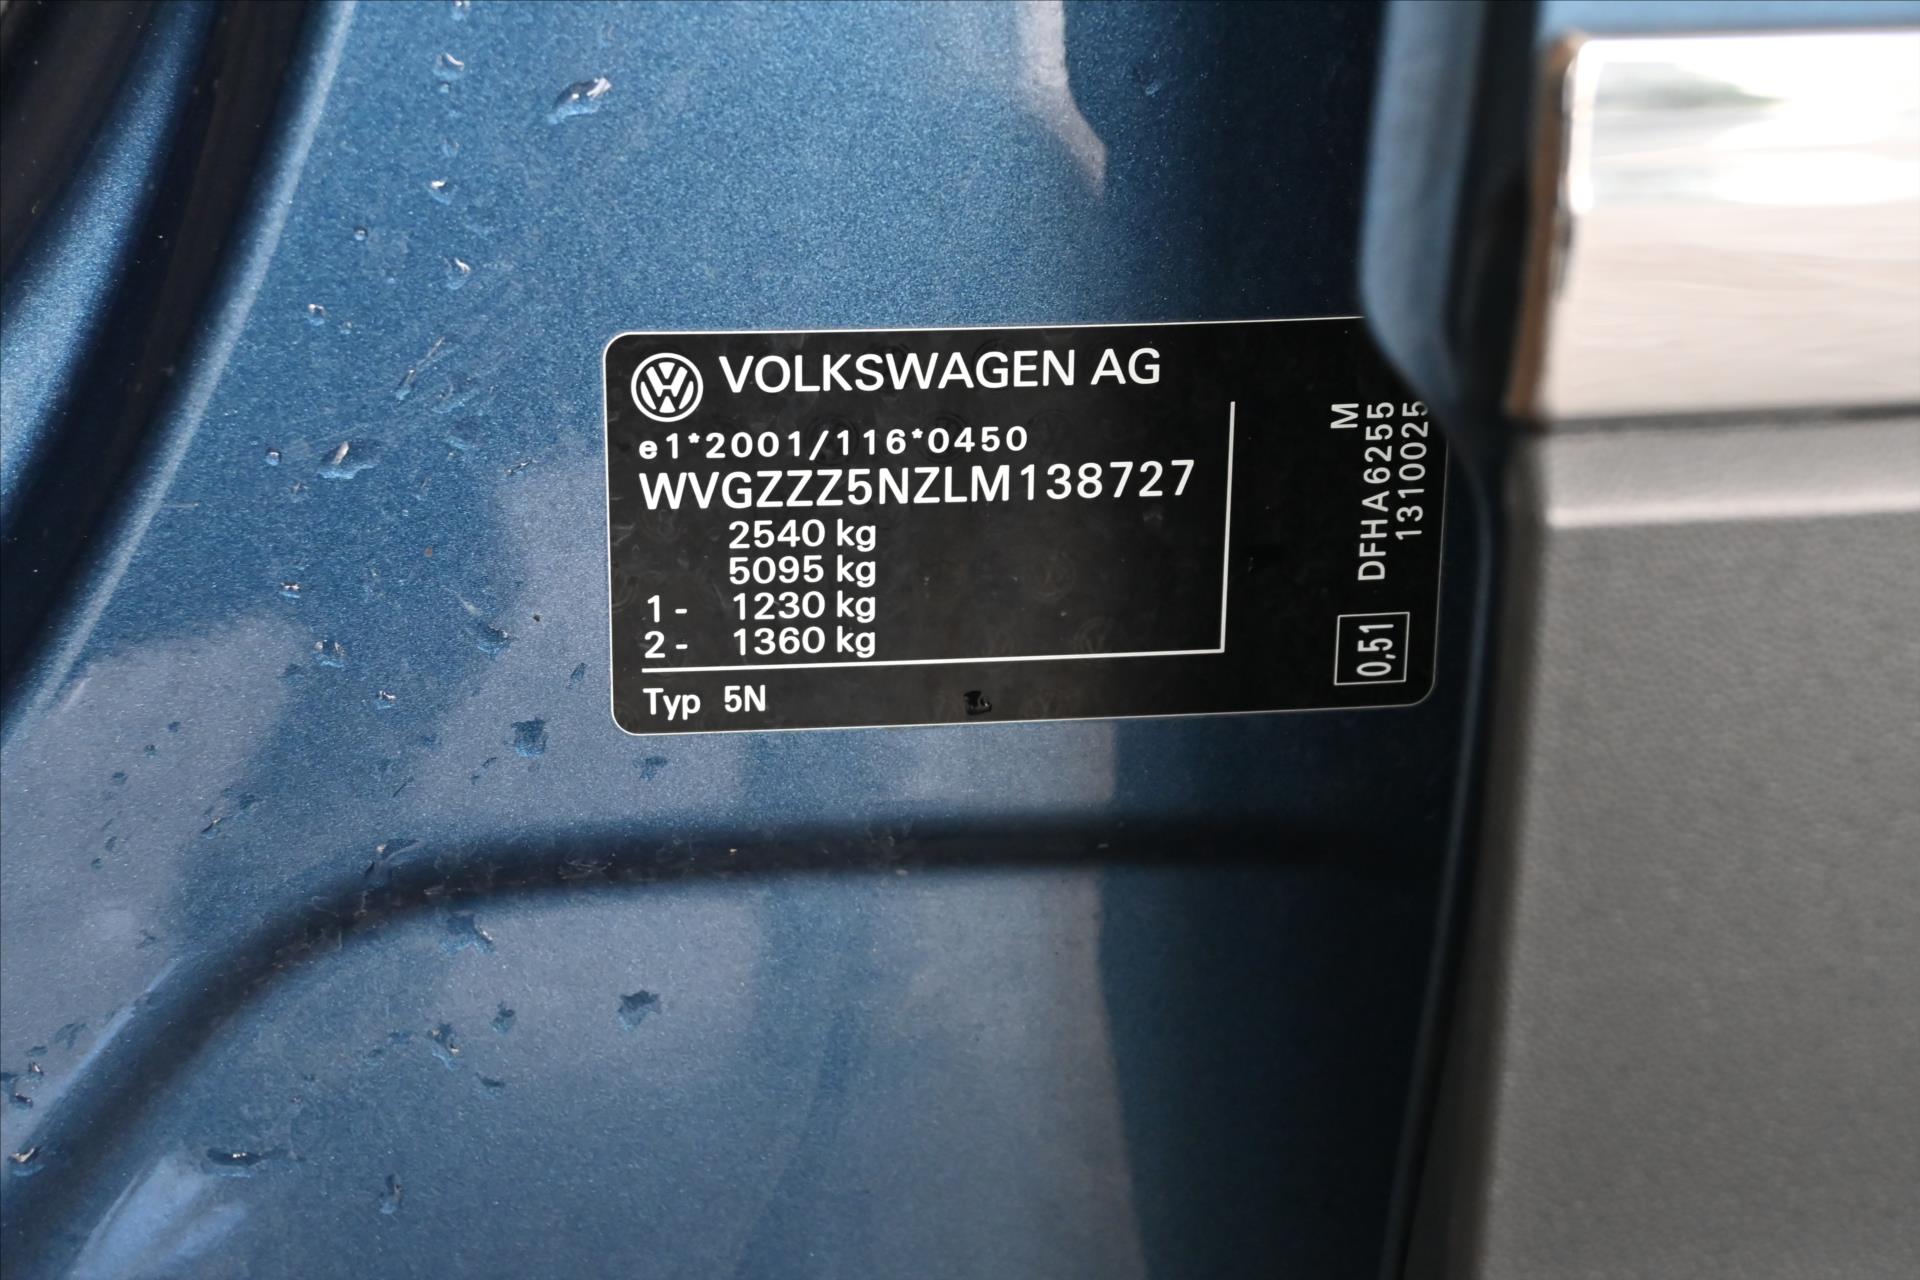 VOLKSWAGEN AG
e1*2001/116*0450
WVGZZZ5NZLM138727
2540 kg
5095 kg
1- 1230 kg
2- 1360 kg
Typ 5N
M
DFHA6255
1310025
0,51